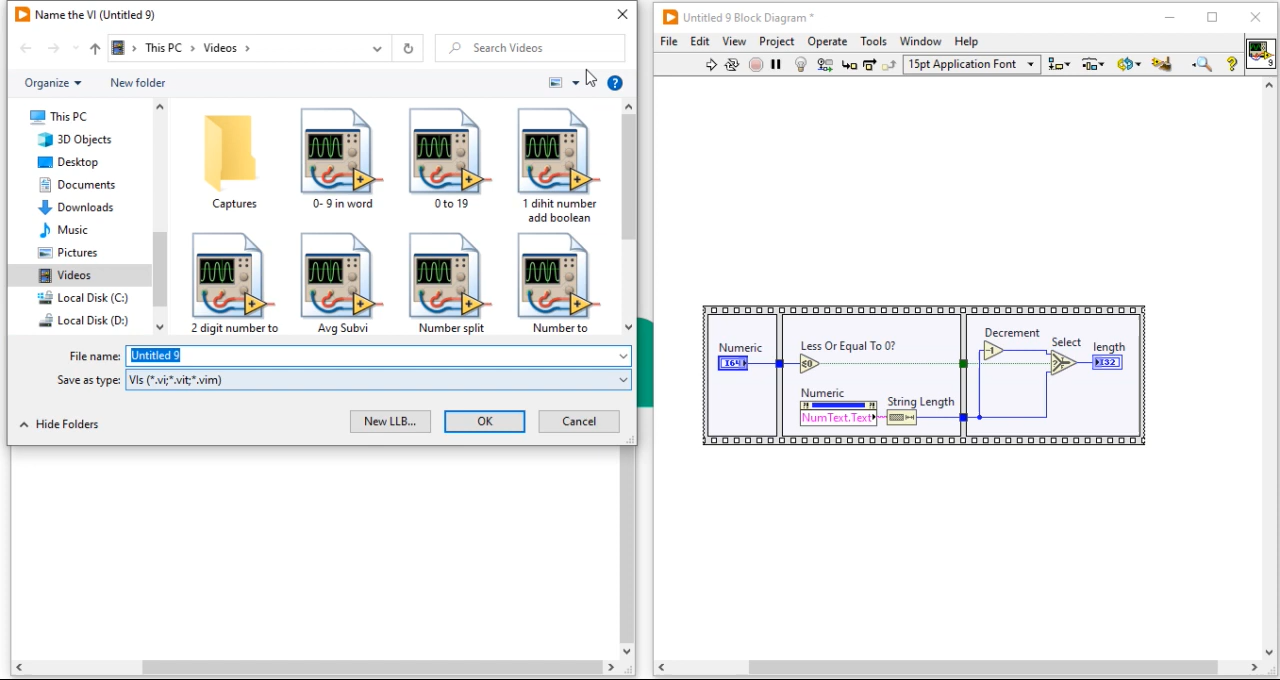 Name the VI (Untitled 9)
This PC
Videos
Search Videos
Organize
New folder
This PC
3D Objects
Desktop
Documents
Downloads
Music
Pictures
Videos
Local Disk (C:)
Local Disk (D:)
Captures
0- 9 in word
0 to 19
1 dihit number
add boolean
2 digit number to
Avg Subvi
Number split
Number to
File name:
Untitled 9
Save as type:
VIs (*.vi;*.vit;*.vim)
Hide Folders
New LLB...
OK
Cancel
Untitled 9 Block Diagram *
File
Edit
View
Project
Operate
Tools
Window
Help
15pt Application Font
9
Numeric
I64
Less Or Equal To 0?
≤0
Numeric
NumText.Text
String Length
Decrement
-1
Select
length
I32